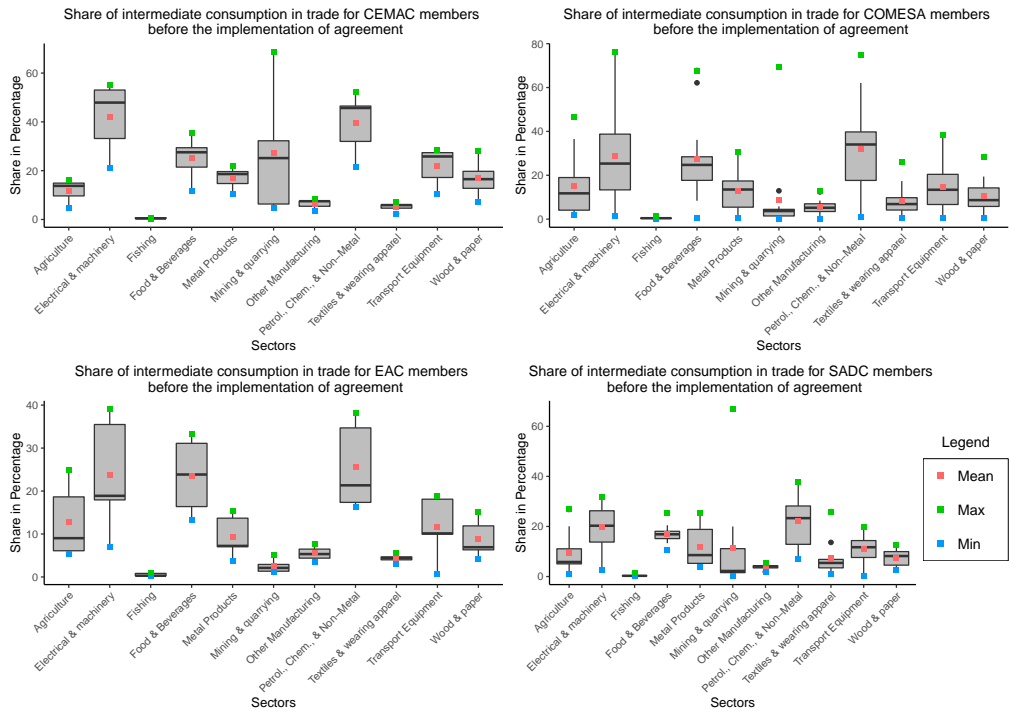 Share of intermediate consumption in trade for CEMAC members
before the implementation of agreement
Share in Percentage
60
40
20
0
Agriculture
Electrical & machinery
Fishing
Food & Beverages
Metal Products
Mining & quarrying
Other Manufacturing
Petrol., Chem., & Non−Metal
Textiles & wearing apparel
Transport Equipment
Wood & paper
Sectors
Share of intermediate consumption in trade for COMESA members
before the implementation of agreement
Share in Percentage
80
60
40
20
0
Agriculture
Electrical & machinery
Fishing
Food & Beverages
Metal Products
Mining & quarrying
Other Manufacturing
Petrol., Chem., & Non−Metal
Textiles & wearing apparel
Transport Equipment
Wood & paper
Sectors
Share of intermediate consumption in trade for EAC members
before the implementation of agreement
Share in Percentage
40
30
20
10
0
Agriculture
Electrical & machinery
Fishing
Food & Beverages
Metal Products
Mining & quarrying
Other Manufacturing
Petrol., Chem., & Non−Metal
Textiles & wearing apparel
Transport Equipment
Wood & paper
Sectors
Share of intermediate consumption in trade for SADC members
before the implementation of agreement
Share in Percentage
60
40
20
0
Agriculture
Electrical & machinery
Fishing
Food & Beverages
Metal Products
Mining & quarrying
Other Manufacturing
Petrol., Chem., & Non−Metal
Textiles & wearing apparel
Transport Equipment
Wood & paper
Sectors
Legend
Mean
Max
Min